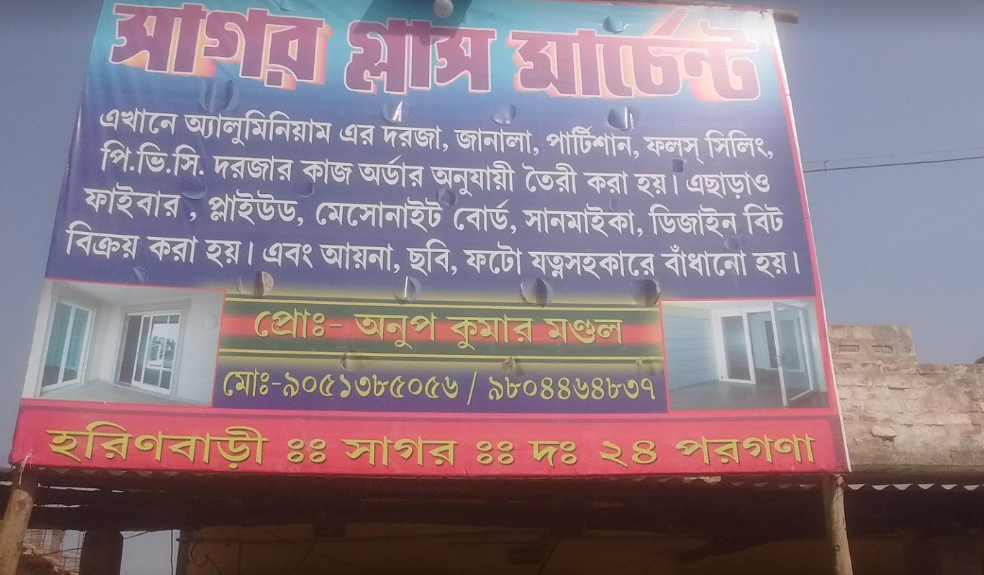 সাগর গ্লাস মার্চেন্ট
এখানে অ্যালুমিনিয়াম এর দরজা, জানালা, পার্টিশান, ফলস্ সিলিং,
পি.ভি.সি. দরজার কাজ অর্ডার অনুযায়ী তৈরী করা হয়। এছাড়াও
ফাইবার , প্লাইউড, মেসোনাইট বোর্ড, সানমাইকা, ডিজাইন বিট
বিক্রয় করা হয়। এবং আয়না, ছবি, ফটো যত্নসহকারে বাঁধানো হয়।
প্রোঃ- অনুপ কুমার মণ্ডল
মোঃ-৯০৫১৩৮৫০৫৬ / ৯৮০৪৪৬৪৮৩৭
হরিণবাড়ী ঃঃ সাগর ঃঃ দঃ ২৪ পরগণা